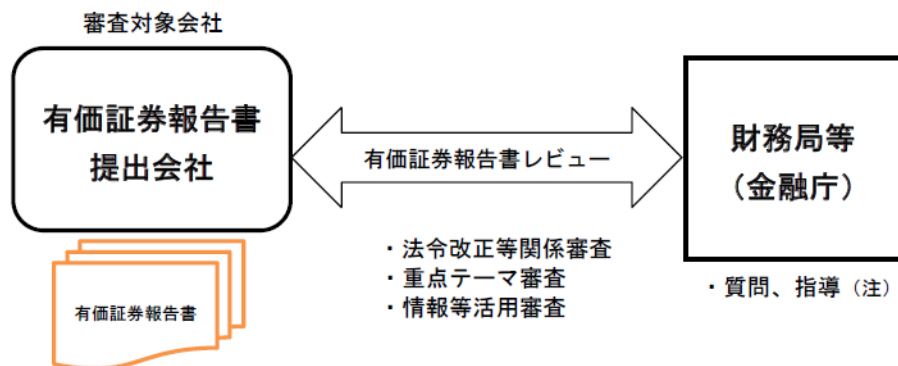 審査対象会社
有価証券報告書
提出会社
有価証券報告書レビュー
財務局等
（金融庁）
・法令改正等関係審査
・重点テーマ審査
・情報等活用審査
・質問、指導（注）
有価証券報告書